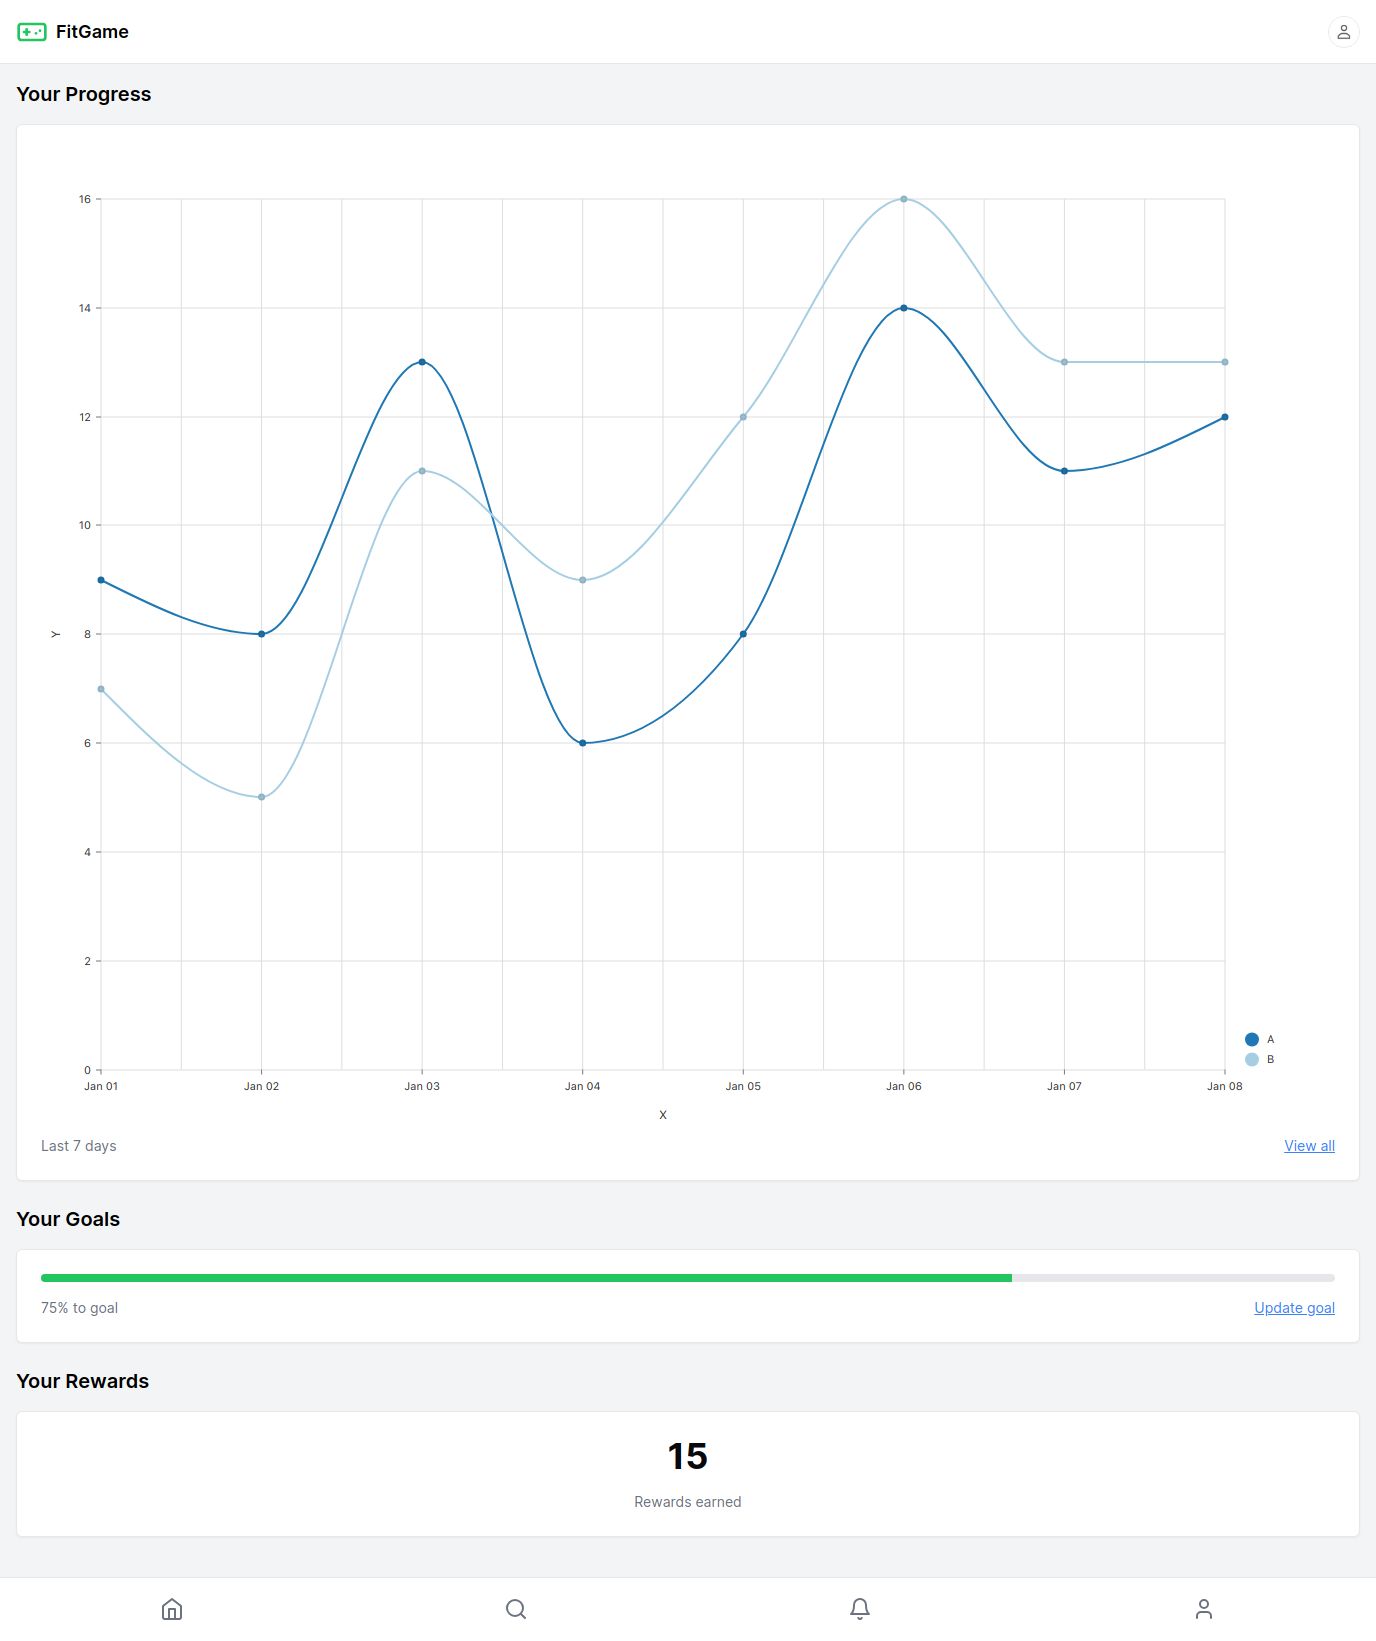 FitGame
Your Progress
16
14
12
10
8
6
4
2
0
Y
Jan 01 Jan 02 Jan 03 Jan 04 Jan 05 Jan 06 Jan 07 Jan 08
X
A
B
Last 7 days View all
Your Goals
75% to goal Update goal
Your Rewards
15
Rewards earned